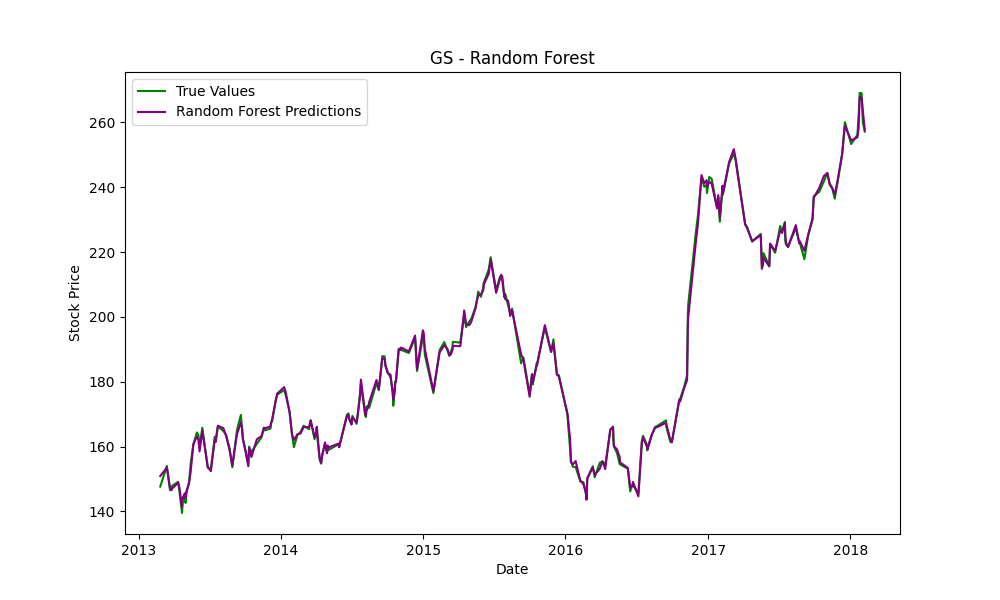 GS - Random Forest
True Values
Random Forest Predictions
260
240
220
200
180
160
140
Stock Price
2013 2014 2015 2016 2017 2018
Date